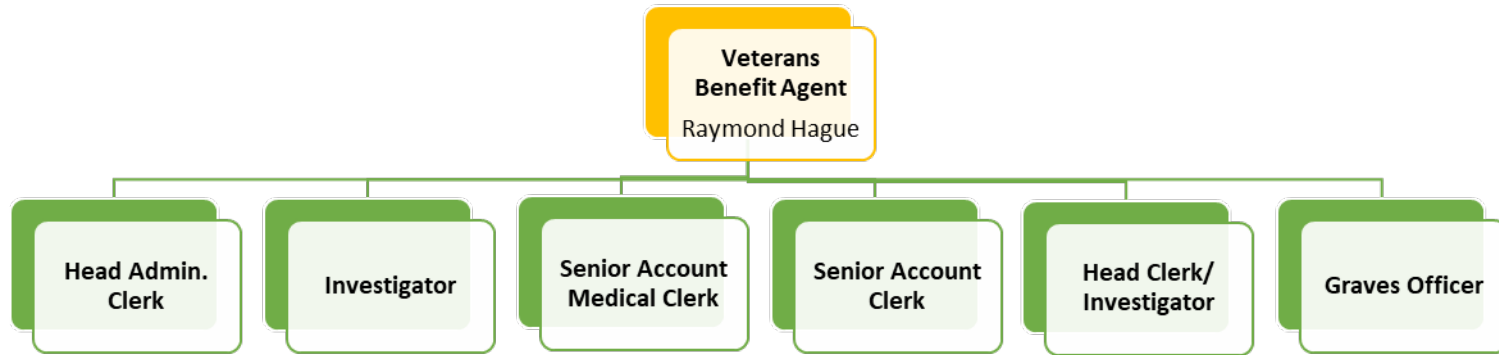 Veterans
Benefit Agent
Raymond Hague
Head Admin.
Clerk
Investigator
Senior Account
Medical Clerk
Senior Account
Clerk
Head Clerk/
Investigator
Graves Officer